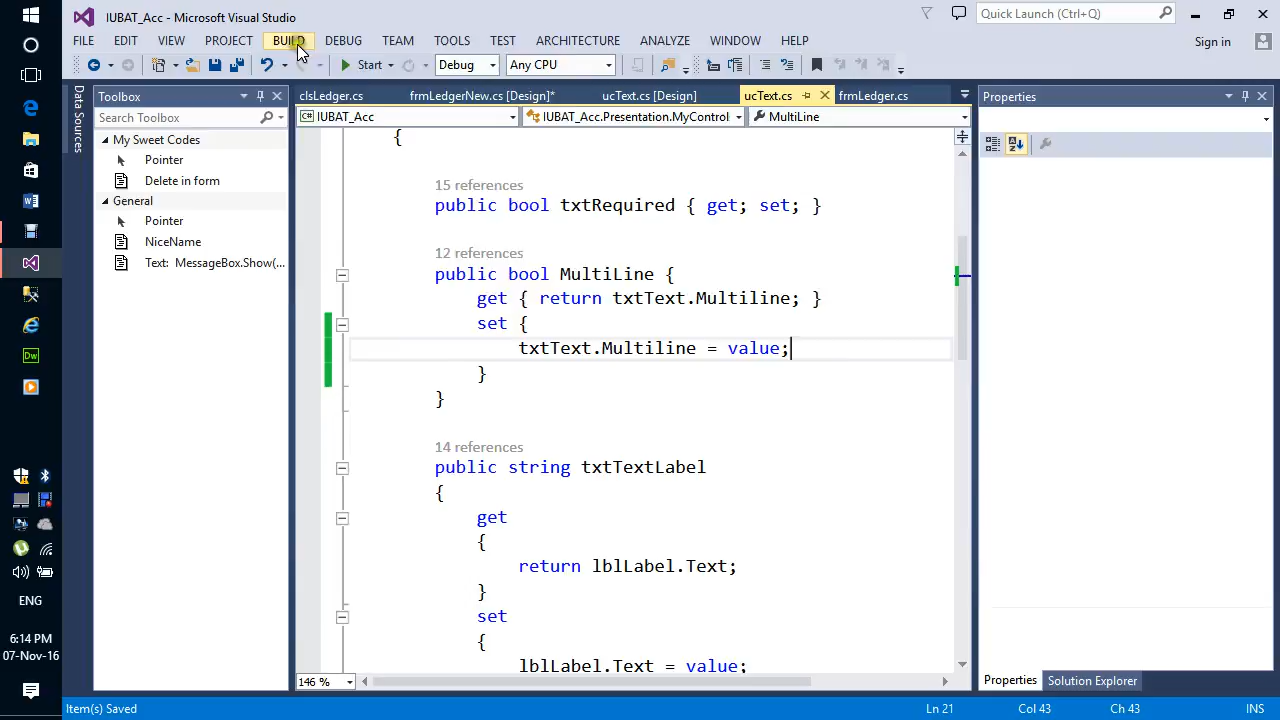 IUBAT_Acc - Microsoft Visual Studio
Quick Launch (Ctrl+Q)
FILE EDIT VIEW PROJECT BUILD DEBUG TEAM TOOLS TEST ARCHITECTURE ANALYZE WINDOW HELP
Sign in
Start Debug Any CPU
Data Sources
Toolbox
Search Toolbox
My Sweet Codes
Pointer
Delete in form
General
Pointer
NiceName
Text: MessageBox.Show(...
clsLedger.cs frmLedgerNew.cs [Design]* ucText.cs [Design] ucText.cs frmLedger.cs
IUBAT_Acc IUBAT_Acc.Presentation.MyControl MultiLine
{
15 references
public bool txtRequired { get; set; }
12 references
public bool MultiLine {
get { return txtText.Multiline; }
set {
txtText.Multiline = value;
}
}
14 references
public string txtTextLabel
{
get
{
return lblLabel.Text;
}
set
{
lblLabel.Text = value;
146 %
Properties
Properties Solution Explorer
Item(s) Saved Ln 21 Col 43 Ch 43 INS
W
Dw
ENG
6:14 PM
07-Nov-16